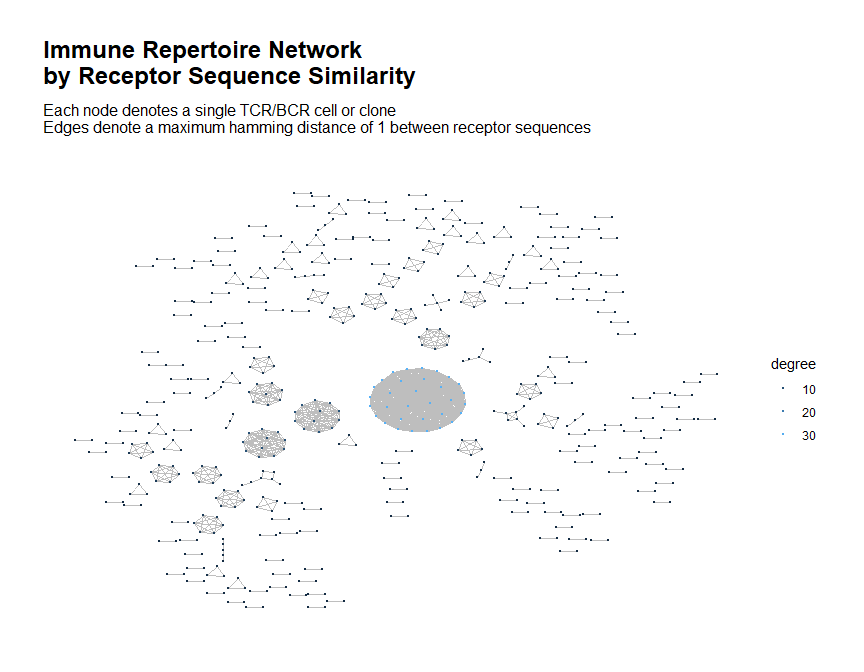 Immune Repertoire Network
by Receptor Sequence Similarity
Each node denotes a single TCR/BCR cell or clone
Edges denote a maximum hamming distance of 1 between receptor sequences
degree
10
20
30